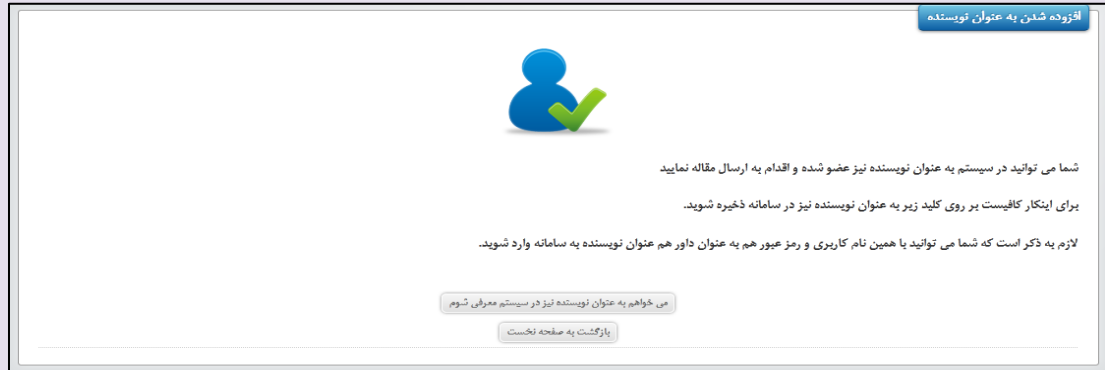 افزوده شدن به عنوان نویسنده
شما می توانید در سیستم به عنوان نویسنده نیز عضو شده و اقدام به ارسال مقاله نمایید
برای اینکار کافیست بر روی کلید زیر به عنوان نویسنده نیز در سامانه ذخیره شوید.
لازم به ذکر است که شما می توانید با همین نام کاربری و رمز عبور هم به عنوان داور هم عنوان نویسنده به سامانه وارد شوید.
می خواهم به عنوان نویسنده نیز در سیستم معرفی شوم
بازگشت به صفحه نخست